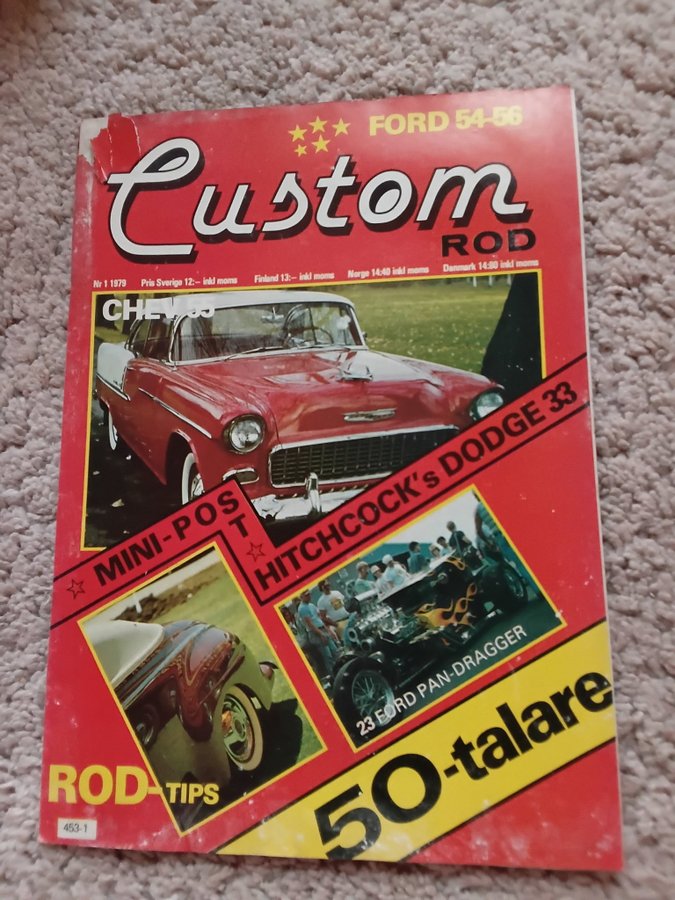 FORD 54-56
Custom
ROD
Nr 1 1979 Pris Sverige 12:– inkl moms Finland 13:– inkl moms Norge 14:40 inkl moms Danmark 14:80 inkl moms
CHEV 55
MINI-POST
HITCHCOCK's DODGE 33
23 FORD PAN-DRAGGER
ROD-TIPS
50-talare
453-1